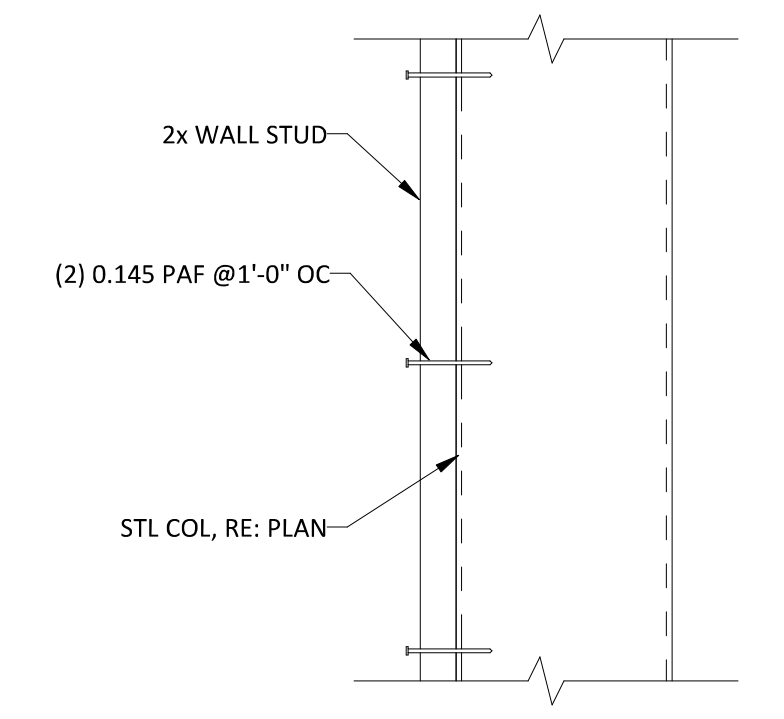 2x WALL STUD
(2) 0.145 PAF @1'-0" OC
STL COL, RE: PLAN